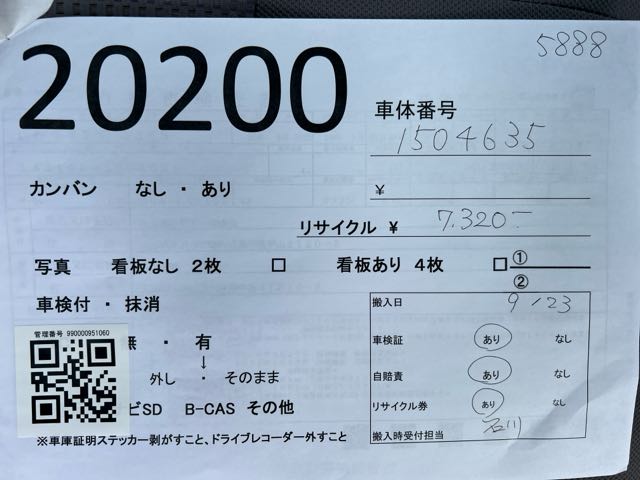 5888
20200
車体番号
1504635
カンバン なし ・ あり ¥
リサイクル ¥ 7.320-
写真 看板なし 2枚 □ 看板あり 4枚 □ ①
②
車検付 ・ 抹消
搬入日 9/23
管理番号 990000951060
無 ・ 有
車検証 あり なし
↓
外し ・ そのまま
自賠責 あり なし
ビSD B-CAS その他
リサイクル券 あり なし
※車庫証明ステッカー剥がすこと、ドライブレコーダー外すこと
搬入時受付担当 石川